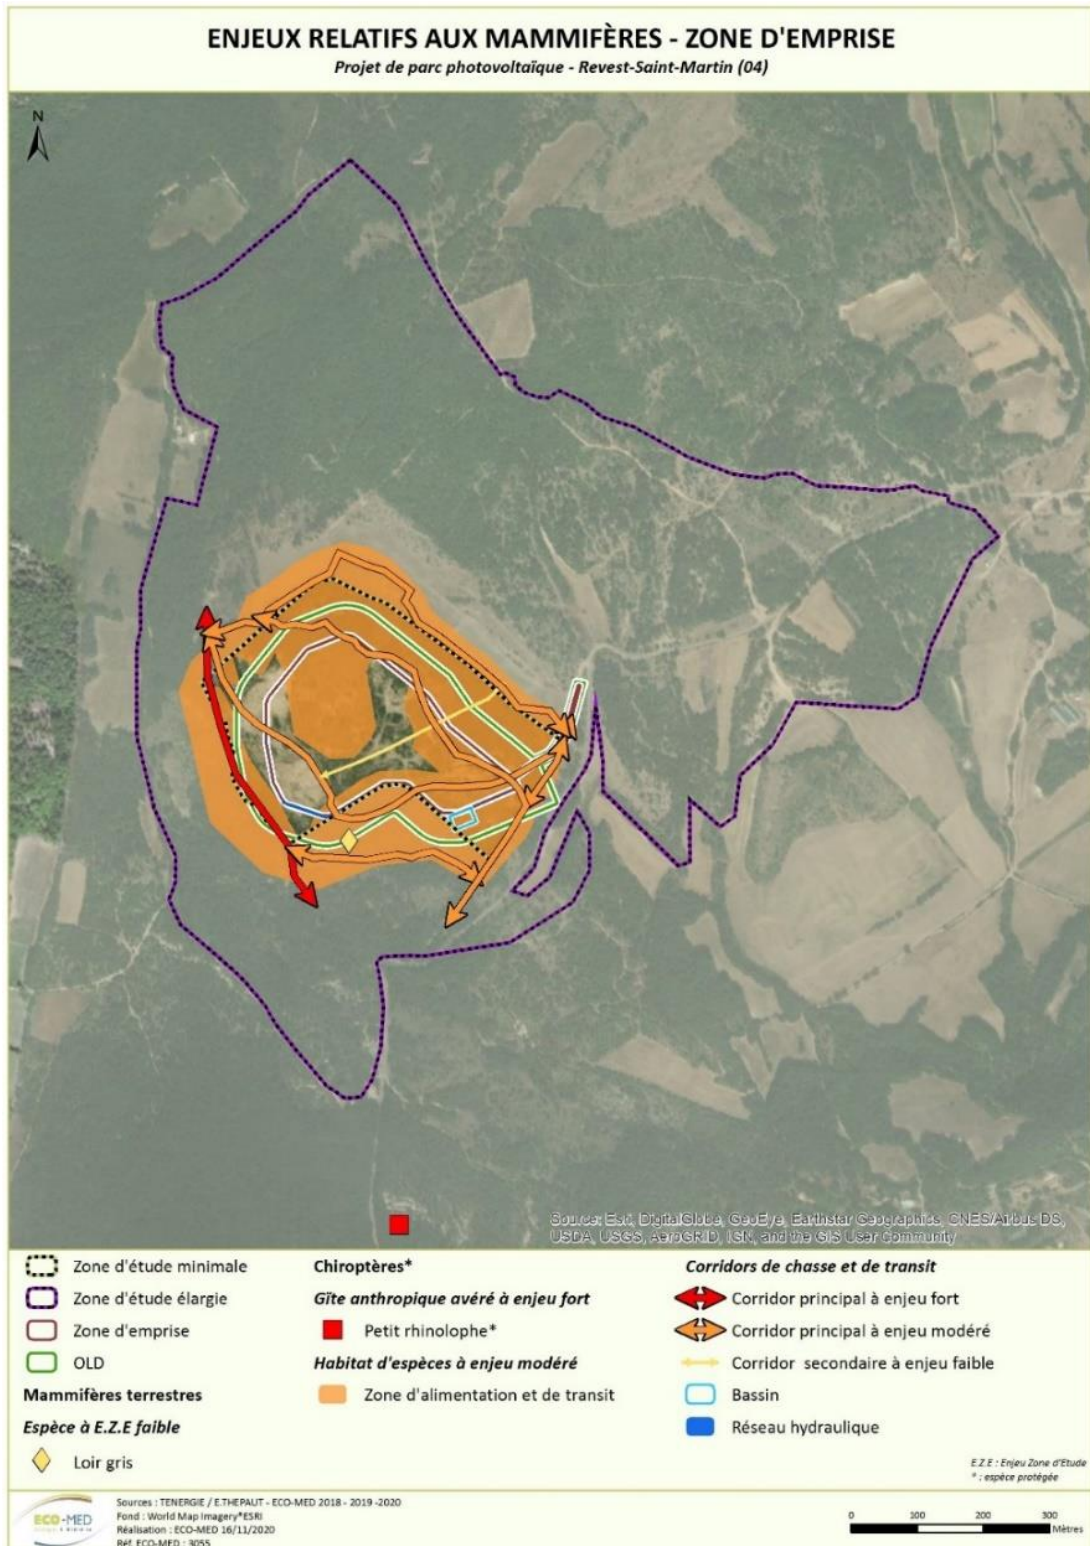 ENJEUX RELATIFS AUX MAMMIFÈRES - ZONE D'EMPRISE
Projet de parc photovoltaïque - Revest-Saint-Martin (04)
N
Source: Esri, DigitalGlobe, GeoEye, Earthstar Geographics, CNES/Airbus DS,
USDA, USGS, AeroGRID, IGN, and the GIS User Community
Zone d'étude minimale
Zone d'étude élargie
Zone d'emprise
OLD
Mammifères terrestres
Espèce à E.Z.E faible
Loir gris
Chiroptères*
Gîte anthropique avéré à enjeu fort
Petit rhinolophe*
Habitat d'espèces à enjeu modéré
Zone d'alimentation et de transit
Corridors de chasse et de transit
Corridor principal à enjeu fort
Corridor principal à enjeu modéré
Corridor secondaire à enjeu faible
Bassin
Réseau hydraulique
E.Z.E : Enjeu Zone d'Etude
* : espèce protégée
ECO-MED
Sources : TENERGIE / E.THEPAUT - ECO-MED 2018 - 2019 -2020
Fond : World Map Imagery®ESRI
Réalisation : ECO-MED 16/11/2020
Réf. ECO-MED : 3055
0 100 200 300
Mètres